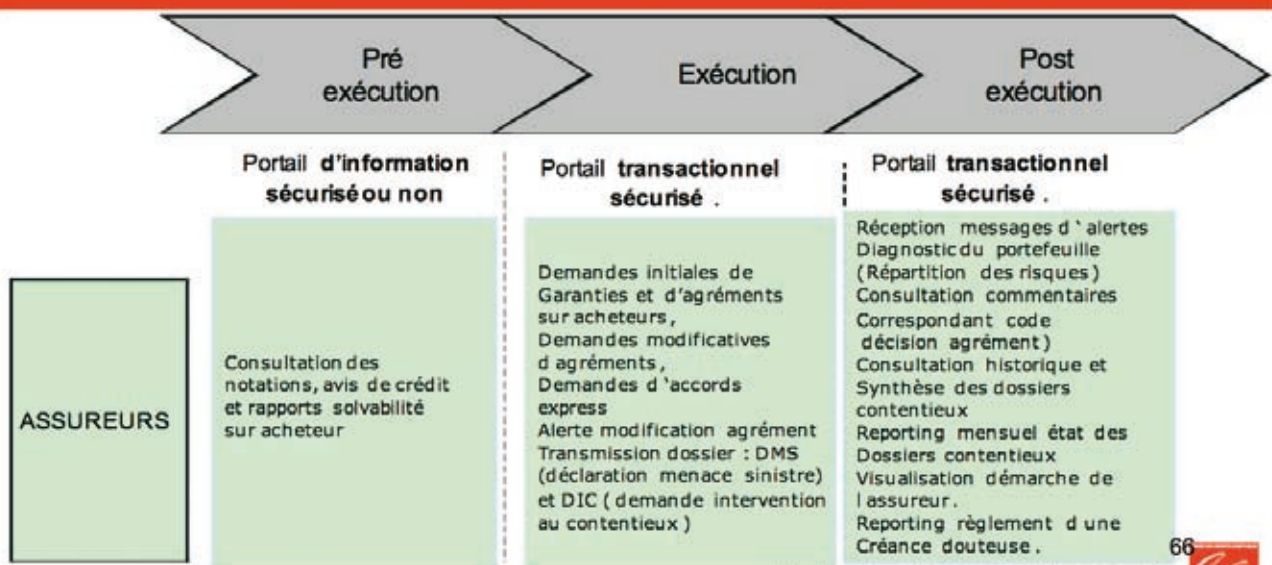 Pré
exécution
Exécution
Post
exécution
Portail d'information
sécurisé ou non
Portail transactionnel
sécurisé .
Portail transactionnel
sécurisé .
ASSUREURS
Consultation des
notations, avis de crédit
et rapports solvabilité
sur acheteur
Demandes initiales de
Garanties et d'agréments
sur acheteurs,
Demandes modificatives
d agréments,
Demandes d 'accords
express
Alerte modification agrément
Transmission dossier : DMS
(déclaration menace sinistre)
et DIC ( demande intervention
au contentieux )
Réception messages d ' alertes
Diagnostic du portefeuille
(Répartition des risques)
Consultation commentaires
Correspondant code
décision agrément)
Consultation historique et
Synthèse des dossiers
contentieux
Reporting mensuel état des
Dossiers contentieux
Visualisation démarche de
l assureur.
Reporting règlement d une
Créance douteuse .
66